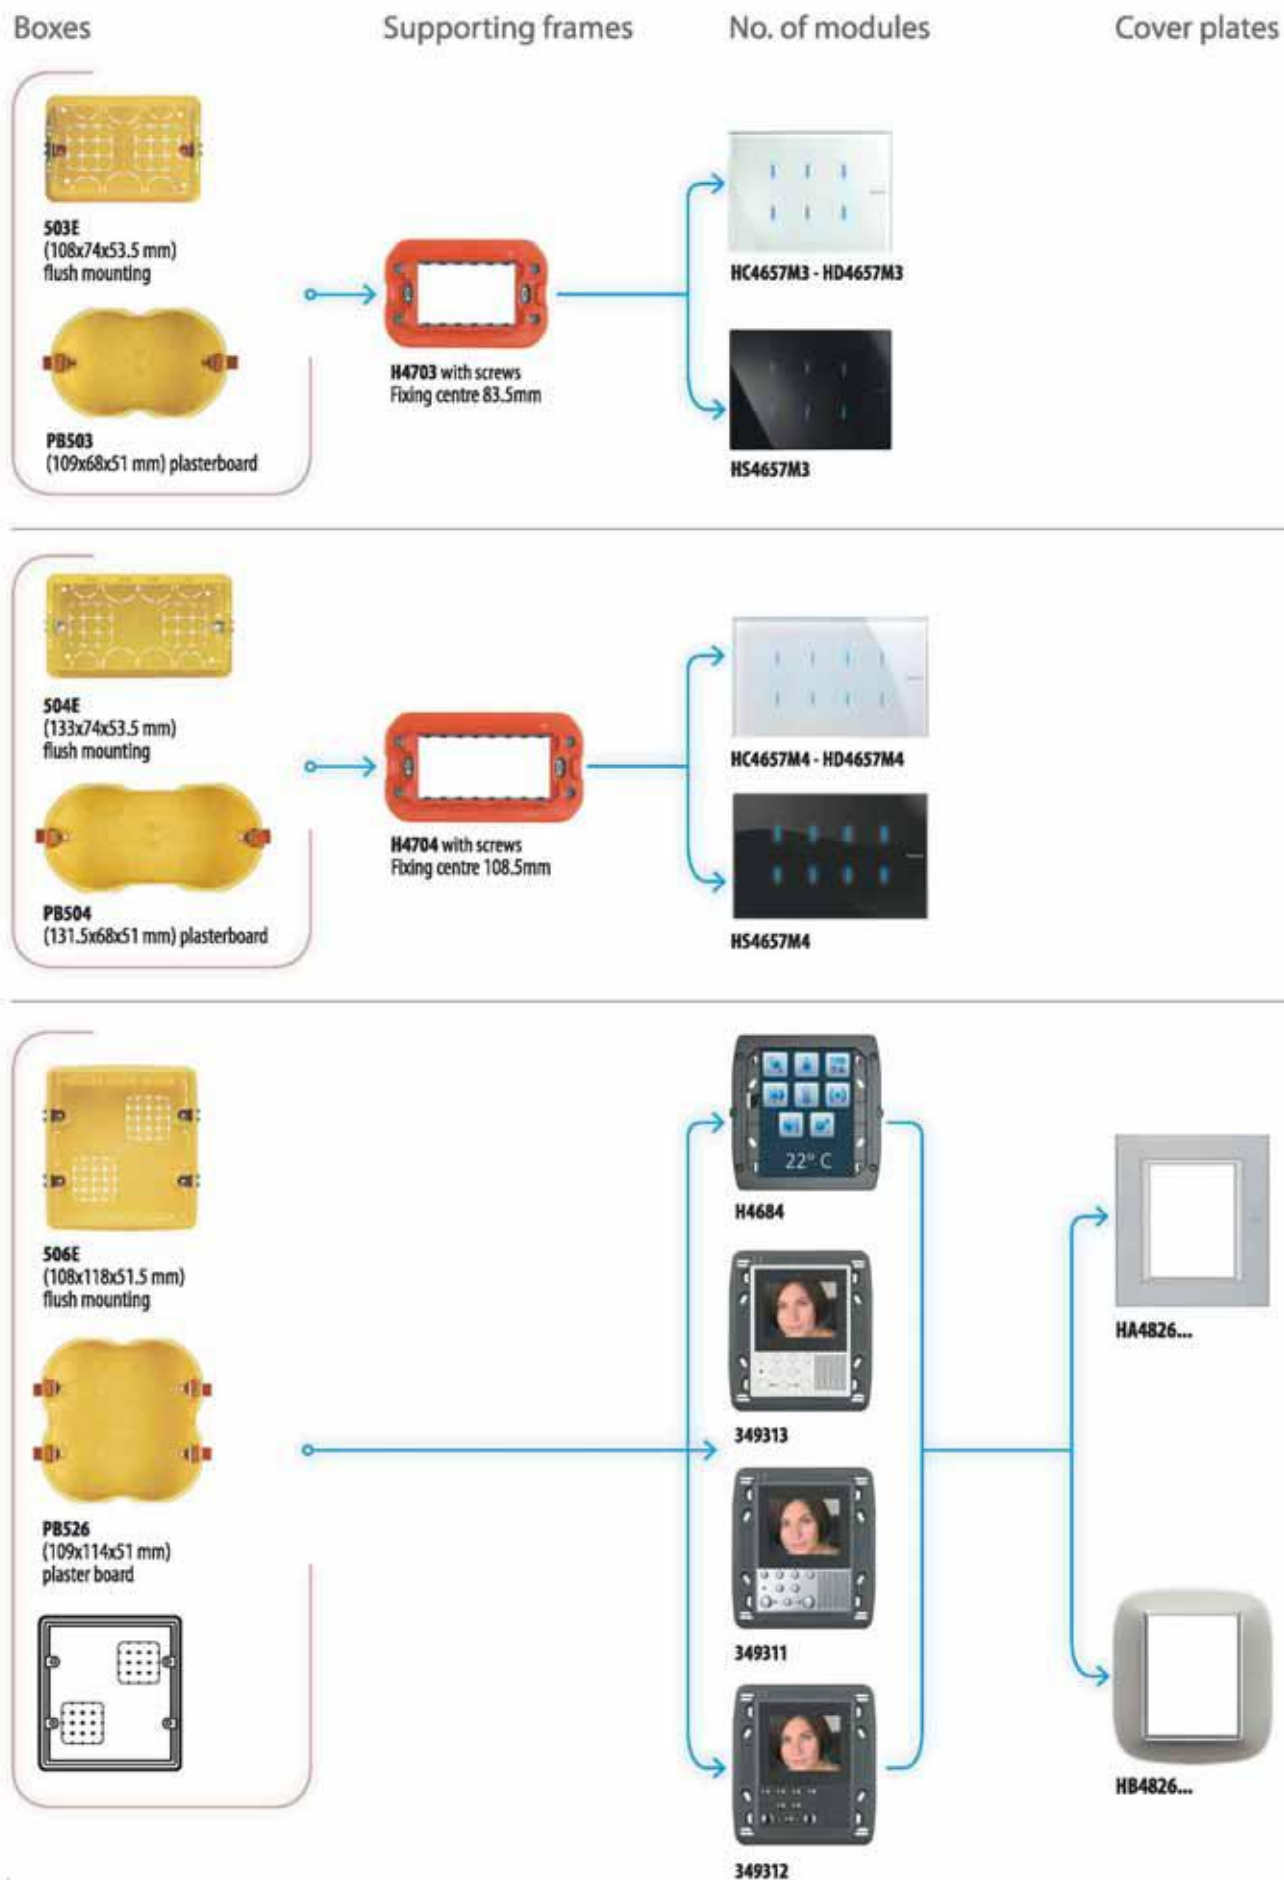 Boxes
Supporting frames
No. of modules
Cover plates
503E
(108x74x53.5 mm)
flush mounting
PB503
(109x68x51 mm) plasterboard
H4703 with screws
Fixing centre 83.5mm
HC4657M3 - HD4657M3
HS4657M3
504E
(133x74x53.5 mm)
flush mounting
PB504
(131.5x68x51 mm) plasterboard
H4704 with screws
Fixing centre 108.5mm
HC4657M4 - HD4657M4
HS4657M4
506E
(108x118x51.5 mm)
flush mounting
PB526
(109x114x51 mm)
plaster board
22° C
H4684
349313
349311
349312
HA4826...
HB4826...